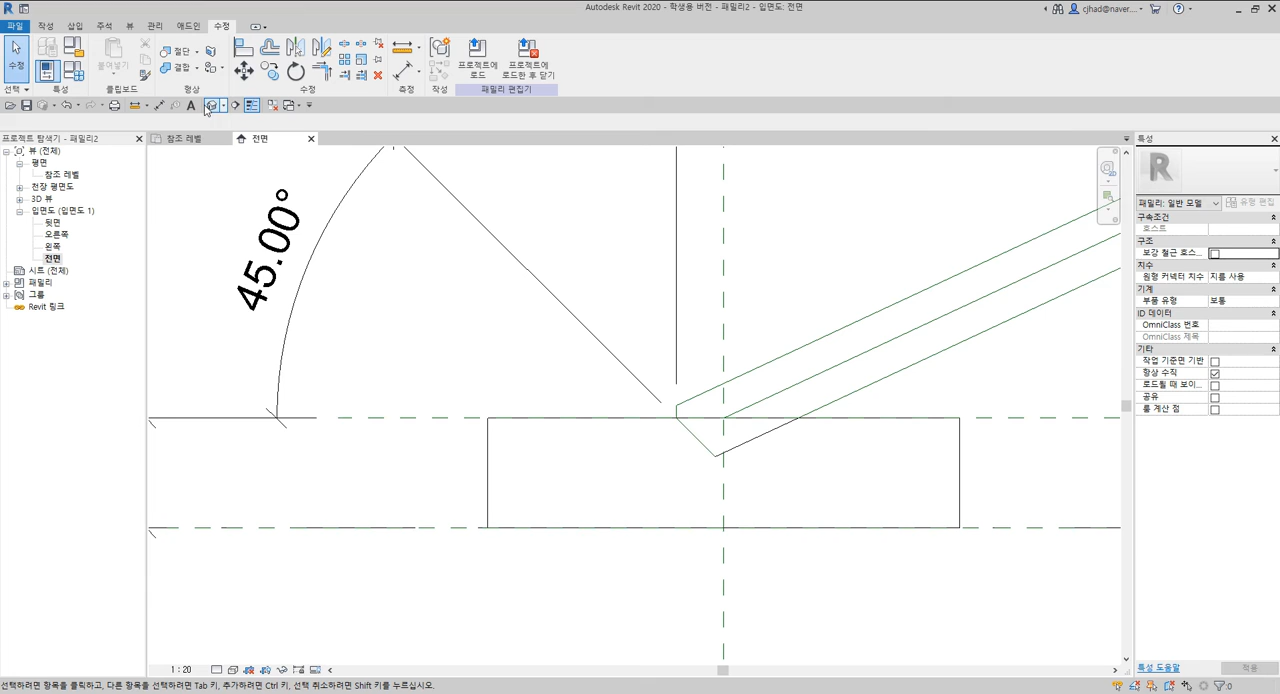 Autodesk Revit 2020 - 학생용 버전 - 패밀리2 - 입면도: 전면
cjhad@naver....
파일 작성 삽입 주석 뷰 관리 애드인 수정
수정 붙여넣기 절단 결합 프로젝트에 로드 프로젝트에 로드한 후 닫기
선택 특성 클립보드 형상 수정 측정 작성 패밀리 편집기
프로젝트 탐색기 - 패밀리2
참조 레벨
전면
특성
뷰 (전체)
평면
참조 레벨
천장 평면도
3D 뷰
입면도 (입면도 1)
뒷면
오른쪽
왼쪽
전면
시트 (전체)
패밀리
그룹
Revit 링크
45.00°
2D
패밀리: 일반 모델 유형 편집
구속조건
호스트
구조
보강 철근 호스...
치수
원형 커넥터 치수 지름 사용
기계
부품 유형 보통
ID 데이터
OmniClass 번호
OmniClass 제목
기타
작업 기준면 기반
항상 수직
로드될 때 보이...
공유
룸 계산 점
특성 도움말 적용
1 : 20
선택하려면 항목을 클릭하고, 다른 항목을 선택하려면 Tab 키, 추가하려면 Ctrl 키, 선택 취소하려면 Shift 키를 누르십시오.
:0